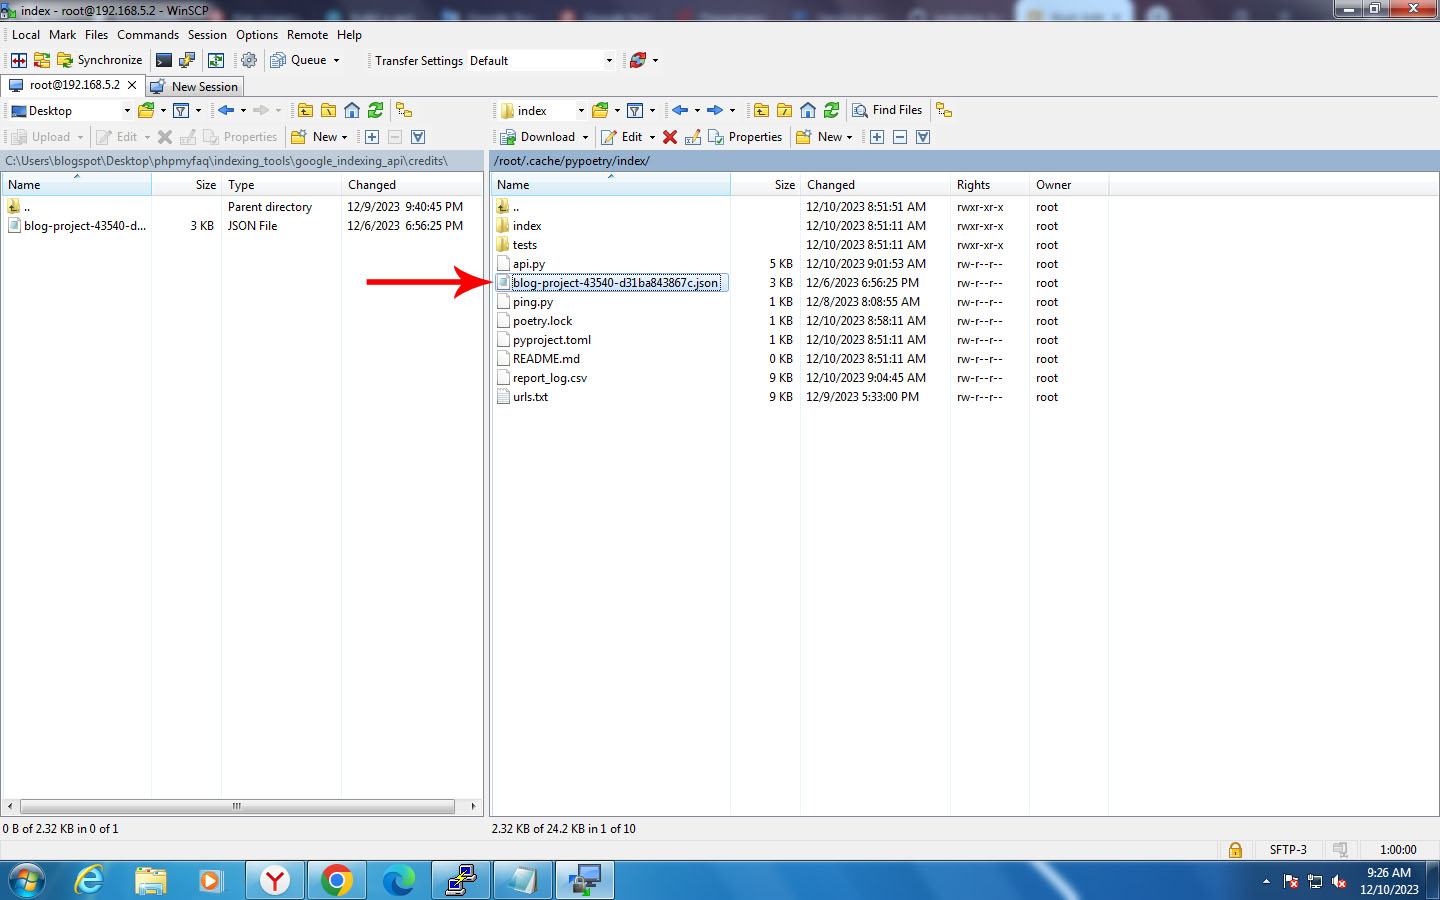 index - root@192.168.5.2 - WinSCP
Local Mark Files Commands Session Options Remote Help
Synchronize Queue Transfer Settings Default
root@192.168.5.2 New Session
Desktop index Find Files
Upload Edit Properties New Download Edit Properties New
C:\Users\blogspot\Desktop\phpmyfaq\indexing_tools\google_indexing_api\credits\ /root/.cache/pypoetry/index/
Name Size Type Changed Name Size Changed Rights Owner
.. Parent directory 12/9/2023 9:40:45 PM .. 12/10/2023 8:51:51 AM rwxr-xr-x root
blog-project-43540-d... 3 KB JSON File 12/6/2023 6:56:25 PM index 12/10/2023 8:51:11 AM rwxr-xr-x root
tests 12/10/2023 8:51:11 AM rwxr-xr-x root
api.py 5 KB 12/10/2023 9:01:53 AM rw-r--r-- root
blog-project-43540-d31ba843867c.json 3 KB 12/6/2023 6:56:25 PM rw-r--r-- root
ping.py 1 KB 12/8/2023 8:08:55 AM rw-r--r-- root
poetry.lock 1 KB 12/10/2023 8:58:11 AM rw-r--r-- root
pyproject.toml 1 KB 12/10/2023 8:51:11 AM rw-r--r-- root
README.md 0 KB 12/10/2023 8:51:11 AM rw-r--r-- root
report_log.csv 9 KB 12/10/2023 9:04:45 AM rw-r--r-- root
urls.txt 9 KB 12/9/2023 5:33:00 PM rw-r--r-- root
0 B of 2.32 KB in 0 of 1 2.32 KB of 24.2 KB in 1 of 10
SFTP-3 1:00:00
9:26 AM
12/10/2023